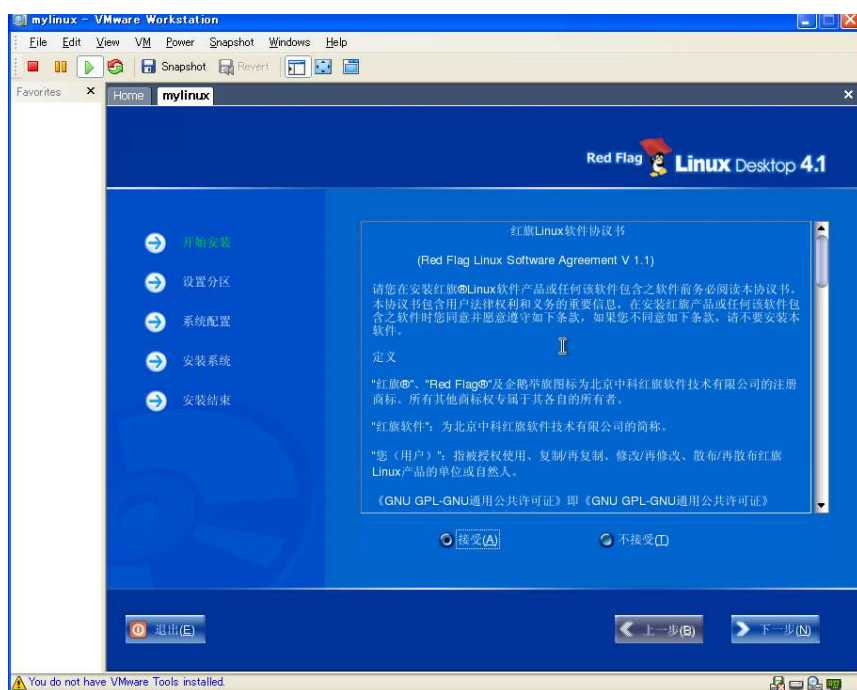 mylinux - VMware Workstation
File Edit View VM Power Snapshot Windows Help
Snapshot Revert
Favorites
Home mylinux
Red Flag Linux Desktop 4.1
开始安装
设置分区
系统配置
安装系统
安装结束
红旗Linux软件协议书
(Red Flag Linux Software Agreement V 1.1)
请您在安装红旗®Linux软件产品或任何该软件包含之软件前务必阅读本协议书。
本协议书包含用户法律权利和义务的重要信息，在安装红旗产品或任何该软件包
含之软件时您同意并愿意遵守如下条款，如果您不同意如下条款，请不要安装本
软件。
定义
"红旗®"、"Red Flag®"及企鹅举旗图标为北京中科红旗软件技术有限公司的注册
商标。所有其他商标权专属于其各自的所有者。
"红旗软件"：为北京中科红旗软件技术有限公司的简称。
"您（用户）"：指被授权使用、复制/再复制、修改/再修改、散布/再散布红旗
Linux产品的单位或自然人。
《GNU GPL-GNU通用公共许可证》即《GNU GPL-GNU通用公共许可证》
接受(A) 不接受(T)
退出(E) 上一步(B) 下一步(N)
You do not have VMware Tools installed.